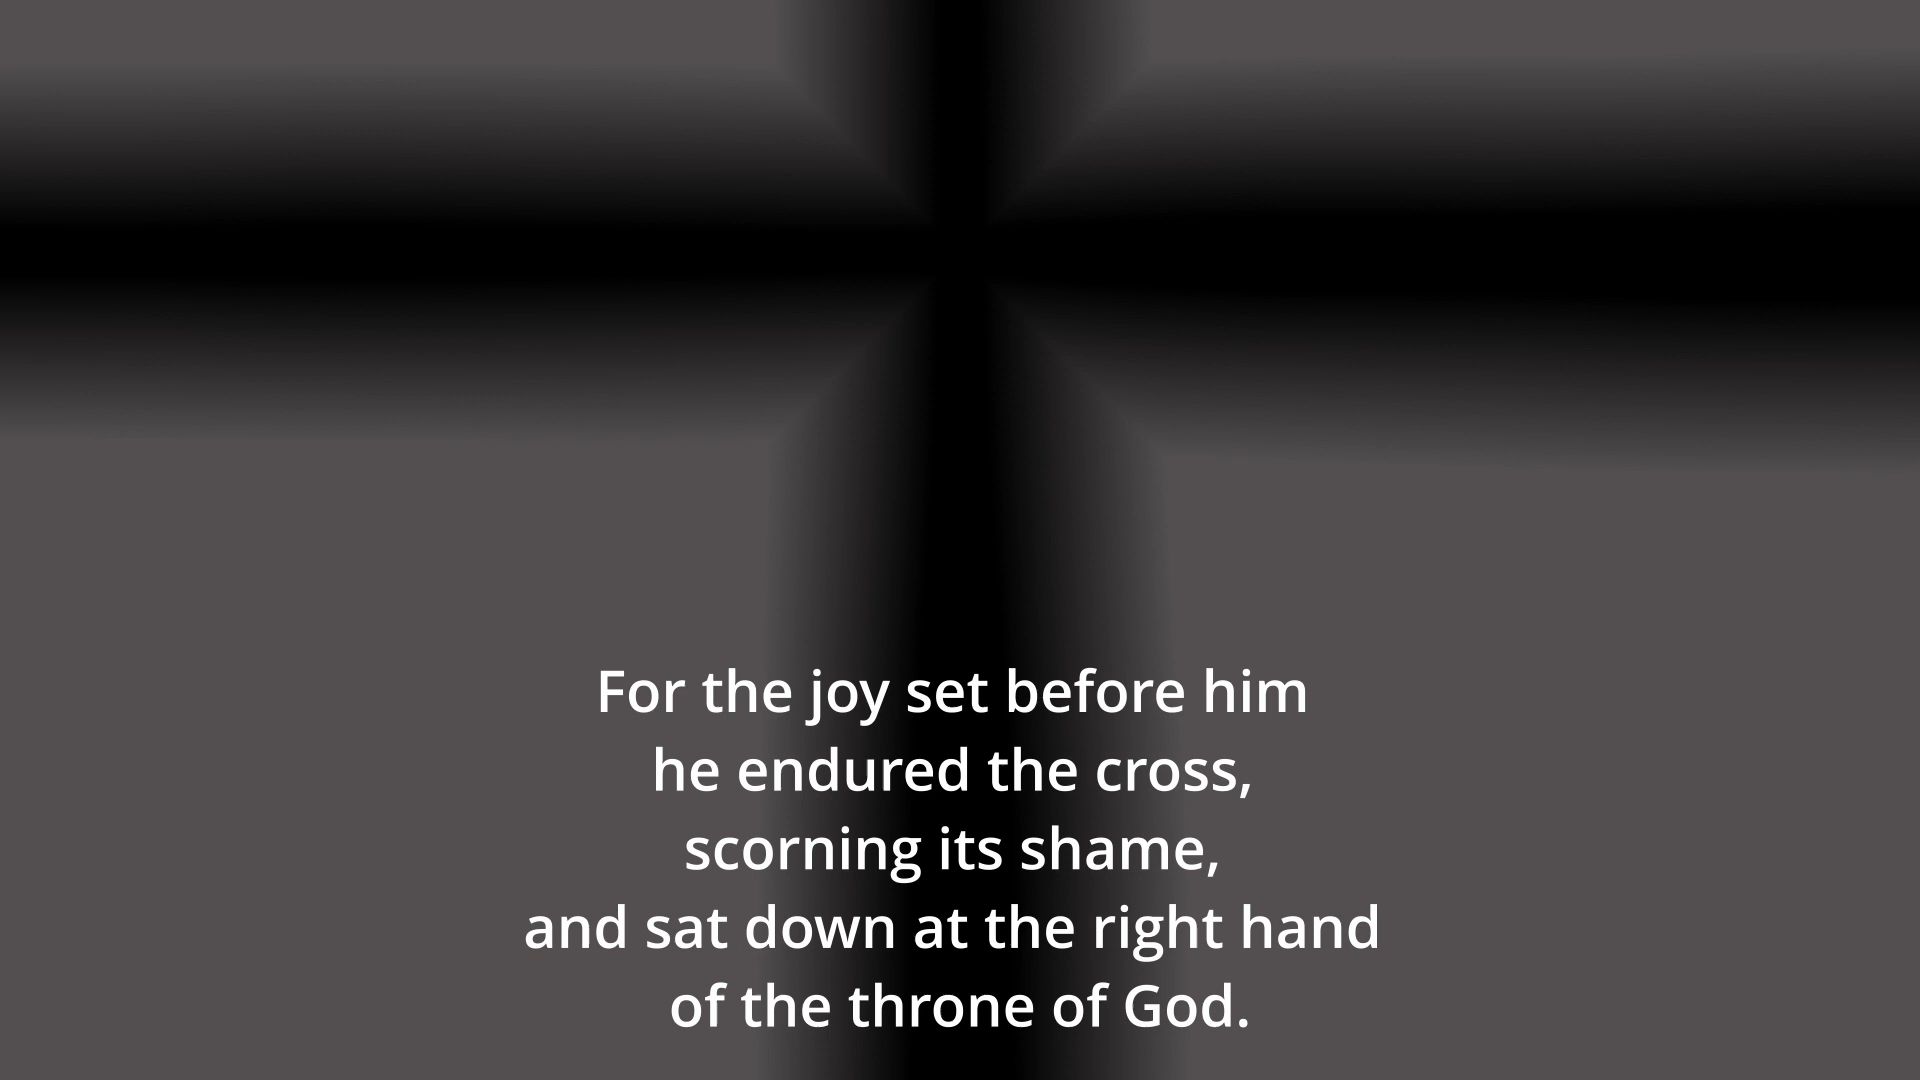 For the joy set before him
he endured the cross,
scorning its shame,
and sat down at the right hand
of the throne of God.